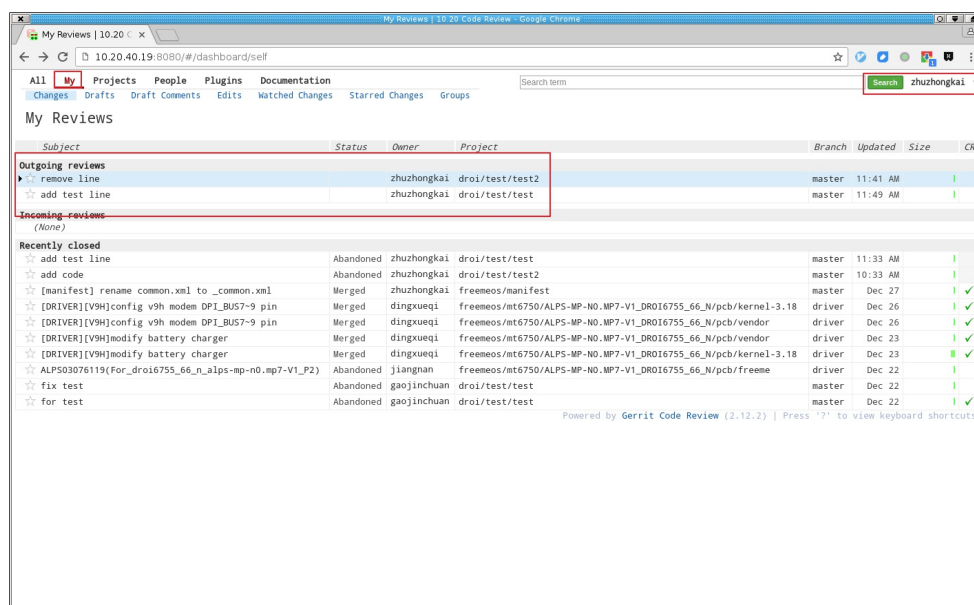 My Reviews | 10.20 Code Review - Google Chrome
My Reviews | 10.20 C
10.20.40.19:8080/#/dashboard/self
All My Projects People Plugins Documentation
Search term
Search zhuzhongkai
Changes Drafts Draft Comments Edits Watched Changes Starred Changes Groups
My Reviews
Subject Status Owner Project Branch Updated Size CR
Outgoing reviews
remove line zhuzhongkai droi/test/test2 master 11:41 AM
add test line zhuzhongkai droi/test/test master 11:49 AM
Incoming reviews
(None)
Recently closed
add test line Abandoned zhuzhongkai droi/test/test master 11:33 AM
add code Abandoned zhuzhongkai droi/test/test2 master 10:33 AM
[manifest] rename common.xml to _common.xml Merged zhuzhongkai freemeos/manifest master Dec 27
[DRIVER][V9H]config v9h modem DPI_BUS7~9 pin Merged dingxueqi freemeos/mt6750/ALPS-MP-N0.MP7-V1_DROI6755_66_N/pcb/kernel-3.18 driver Dec 26
[DRIVER][V9H]config v9h modem DPI_BUS7~9 pin Merged dingxueqi freemeos/mt6750/ALPS-MP-N0.MP7-V1_DROI6755_66_N/pcb/vendor driver Dec 26
[DRIVER][V9H]modify battery charger Merged dingxueqi freemeos/mt6750/ALPS-MP-N0.MP7-V1_DROI6755_66_N/pcb/vendor driver Dec 23
[DRIVER][V9H]modify battery charger Merged dingxueqi freemeos/mt6750/ALPS-MP-N0.MP7-V1_DROI6755_66_N/pcb/kernel-3.18 driver Dec 23
ALPS03076119(For_droi6755_66_n_alps-mp-n0.mp7-V1_P2) Abandoned jiangnan freemeos/mt6750/ALPS-MP-N0.MP7-V1_DROI6755_66_N/pcb/freeme driver Dec 22
fix test Abandoned gaojinchuan droi/test/test master Dec 22
for test Abandoned gaojinchuan droi/test/test master Dec 22
Powered by Gerrit Code Review (2.12.2) | Press '?' to view keyboard shortcuts